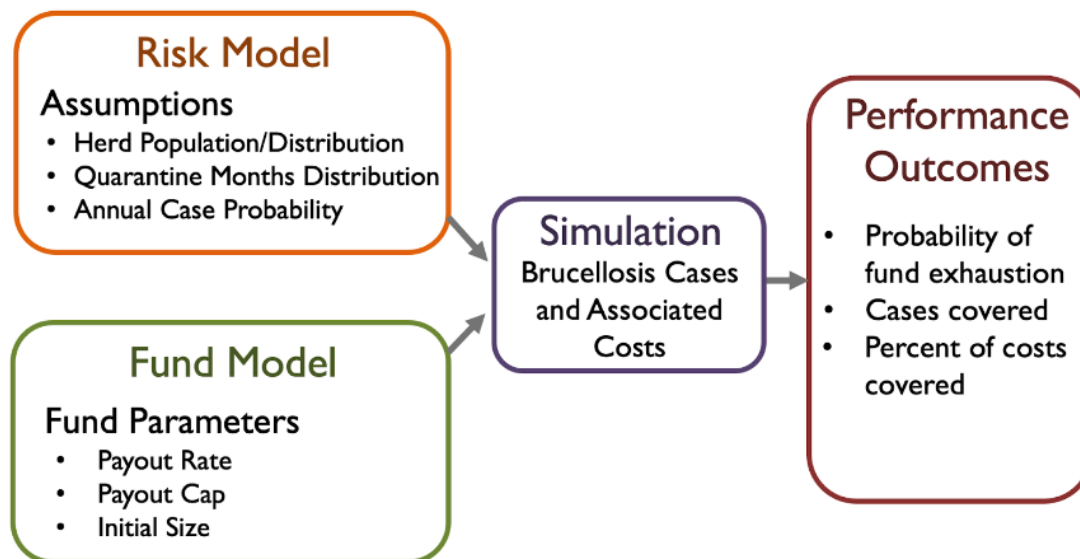 Risk Model
Assumptions
• Herd Population/Distribution
• Quarantine Months Distribution
• Annual Case Probability
Fund Model
Fund Parameters
• Payout Rate
• Payout Cap
• Initial Size
Simulation
Brucellosis Cases
and Associated
Costs
Performance
Outcomes
• Probability of
fund exhaustion
• Cases covered
• Percent of costs
covered